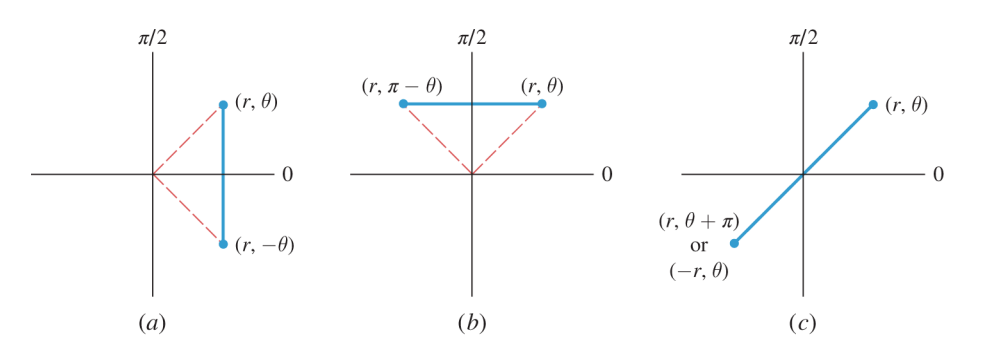 π/2
(r, θ)
0
(r, −θ)
(a)
π/2
(r, π − θ)
(r, θ)
0
(b)
π/2
(r, θ)
0
(r, θ + π)
or
(−r, θ)
(c)